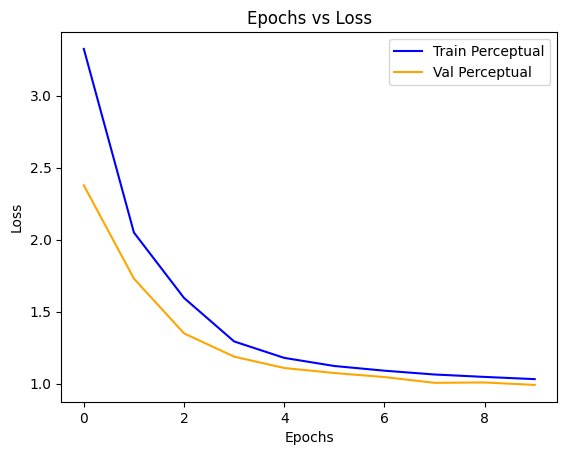 Epochs vs Loss
Train Perceptual
Val Perceptual
Loss
3.0
2.5
2.0
1.5
1.0
0 2 4 6 8
Epochs